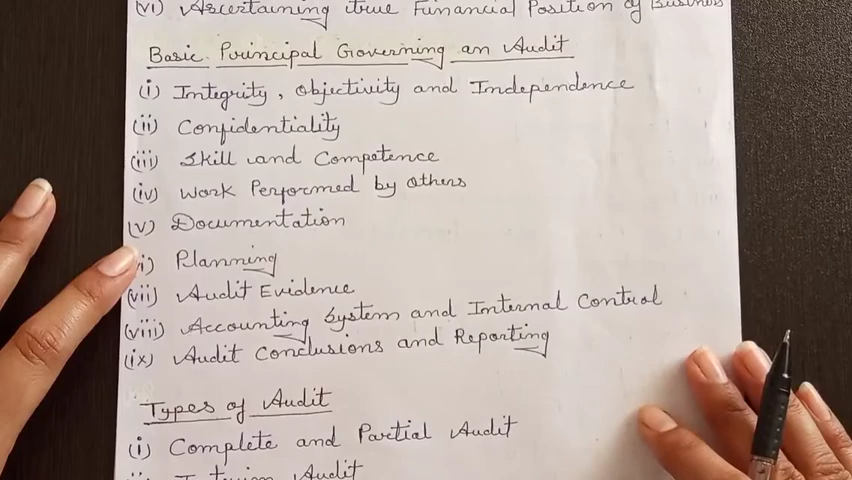 (vi) Ascertaining true Financial Position of Business
Basic Principal Governing an Audit
(i) Integrity, Objectivity and Independence
(ii) Confidentiality
(iii) Skill and Competence
(iv) Work Performed by Others
(v) Documentation
i) Planning
(vii) Audit Evidence
(viii) Accounting System and Internal Control
(ix) Audit Conclusions and Reporting
Types of Audit
(i) Complete and Partial Audit
Audit